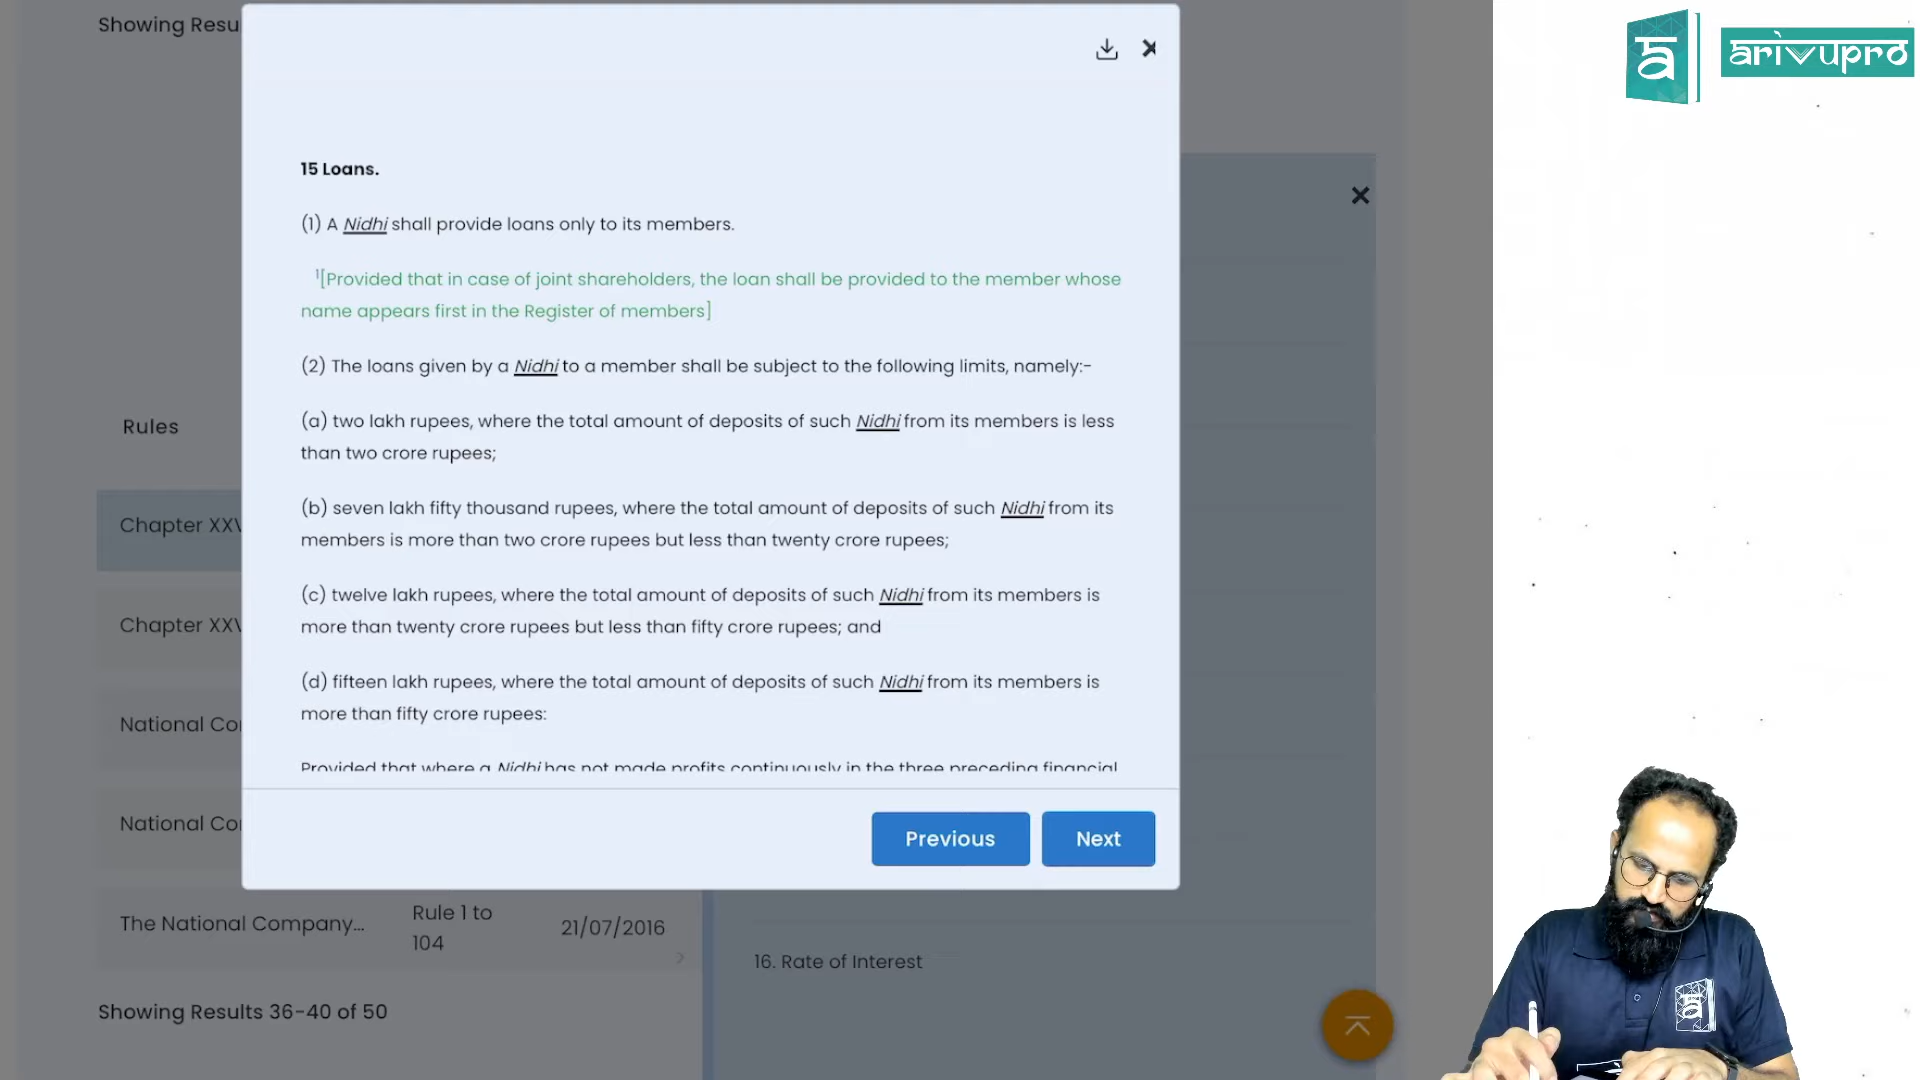 Showing Resu
15 Loans.
(1) A Nidhi shall provide loans only to its members.
1[Provided that in case of joint shareholders, the loan shall be provided to the member whose
name appears first in the Register of members]
(2) The loans given by a Nidhi to a member shall be subject to the following limits, namely:-
(a) two lakh rupees, where the total amount of deposits of such Nidhi from its members is less
than two crore rupees;
(b) seven lakh fifty thousand rupees, where the total amount of deposits of such Nidhi from its
members is more than two crore rupees but less than twenty crore rupees;
(c) twelve lakh rupees, where the total amount of deposits of such Nidhi from its members is
more than twenty crore rupees but less than fifty crore rupees; and
(d) fifteen lakh rupees, where the total amount of deposits of such Nidhi from its members is
more than fifty crore rupees:
Provided that where a Nidhi has not made profits continuously in the three preceding financial
Previous Next
Rules
Chapter XXV
Chapter XXV
National Co
National Co
The National Company... Rule 1 to
104 21/07/2016
16. Rate of Interest
Showing Results 36-40 of 50
arivupro